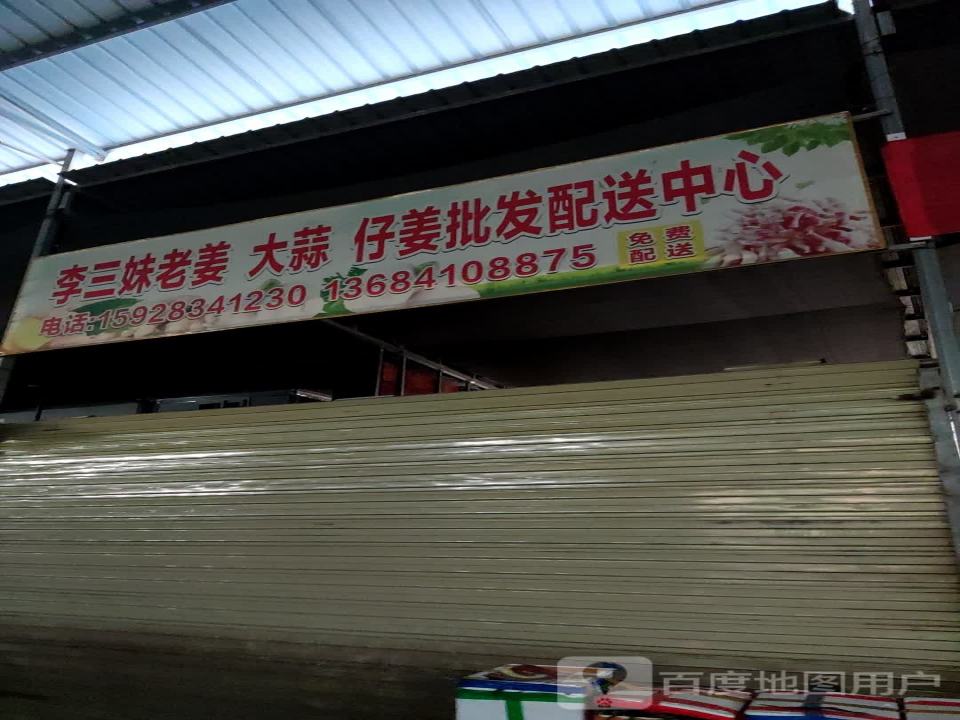 李三妹老姜 大蒜 仔姜批发配送中心
电话:15928341230 13684108875
免费
配送
百度地图用户